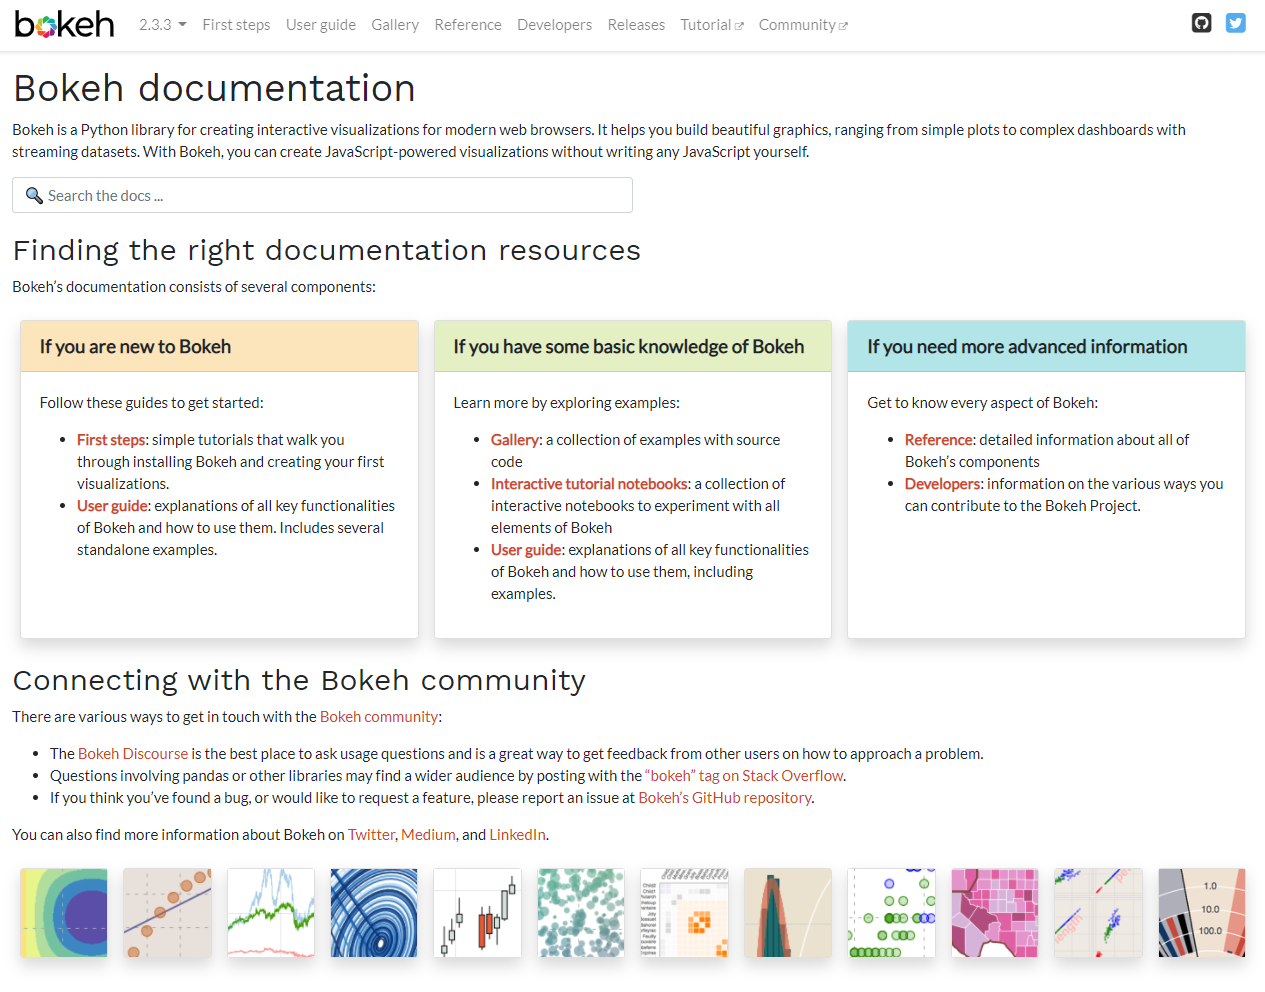 bokeh 2.3.3 First steps User guide Gallery Reference Developers Releases Tutorial Community
Bokeh documentation
Bokeh is a Python library for creating interactive visualizations for modern web browsers. It helps you build beautiful graphics, ranging from simple plots to complex dashboards with
streaming datasets. With Bokeh, you can create JavaScript-powered visualizations without writing any JavaScript yourself.
Search the docs ...
Finding the right documentation resources
Bokeh’s documentation consists of several components:
If you are new to Bokeh
Follow these guides to get started:
• First steps: simple tutorials that walk you
through installing Bokeh and creating your first
visualizations.
• User guide: explanations of all key functionalities
of Bokeh and how to use them. Includes several
standalone examples.
If you have some basic knowledge of Bokeh
Learn more by exploring examples:
• Gallery: a collection of examples with source
code
• Interactive tutorial notebooks: a collection of
interactive notebooks to experiment with all
elements of Bokeh
• User guide: explanations of all key functionalities
of Bokeh and how to use them, including
examples.
If you need more advanced information
Get to know every aspect of Bokeh:
• Reference: detailed information about all of
Bokeh’s components
• Developers: information on the various ways you
can contribute to the Bokeh Project.
Connecting with the Bokeh community
There are various ways to get in touch with the Bokeh community:
• The Bokeh Discourse is the best place to ask usage questions and is a great way to get feedback from other users on how to approach a problem.
• Questions involving pandas or other libraries may find a wider audience by posting with the “bokeh” tag on Stack Overflow.
• If you think you’ve found a bug, or would like to request a feature, please report an issue at Bokeh’s GitHub repository.
You can also find more information about Bokeh on Twitter, Medium, and LinkedIn.
1.0
10.0
100.0